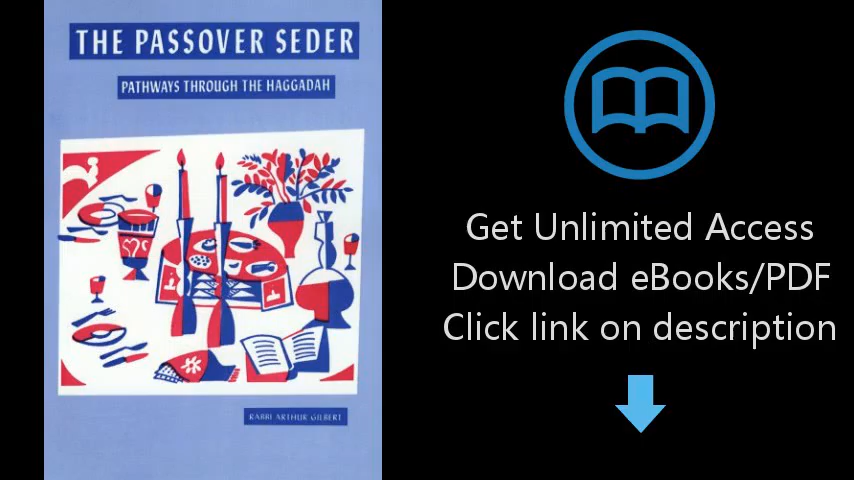 THE PASSOVER SEDER
PATHWAYS THROUGH THE HAGGADAH
RABBI ARTHUR GILBERT
Get Unlimited Access
Download eBooks/PDF
Click link on description